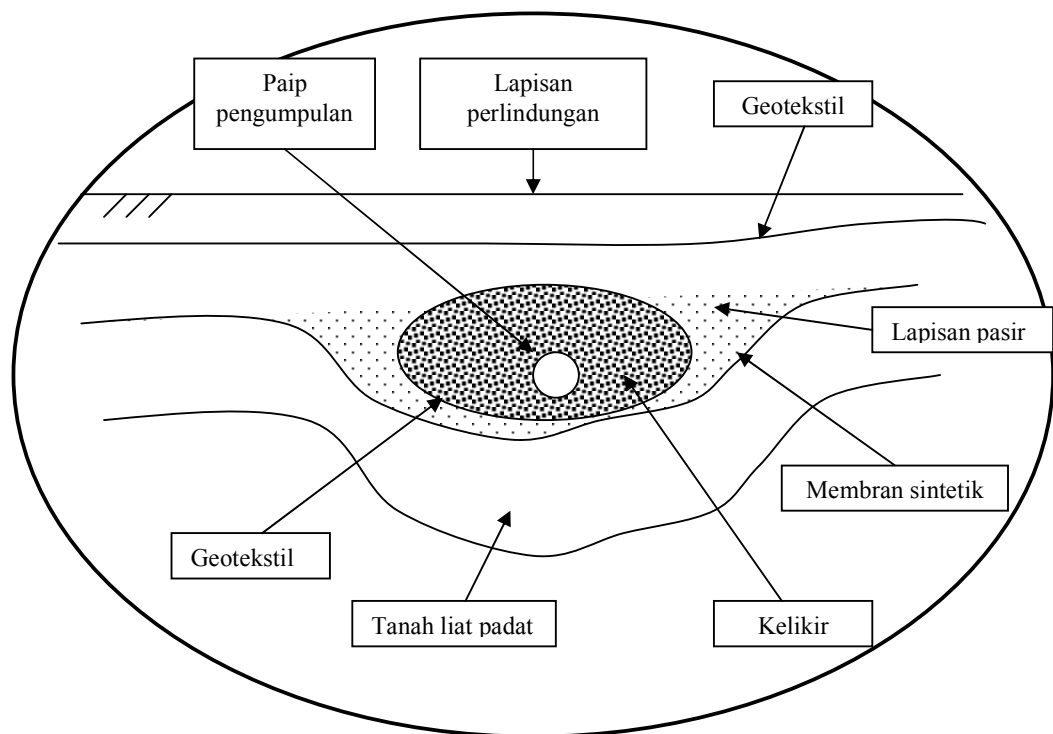 Paip
pengumpulan
Lapisan
perlindungan
Geotekstil
Lapisan pasir
Membran sintetik
Geotekstil
Tanah liat padat
Kelikir